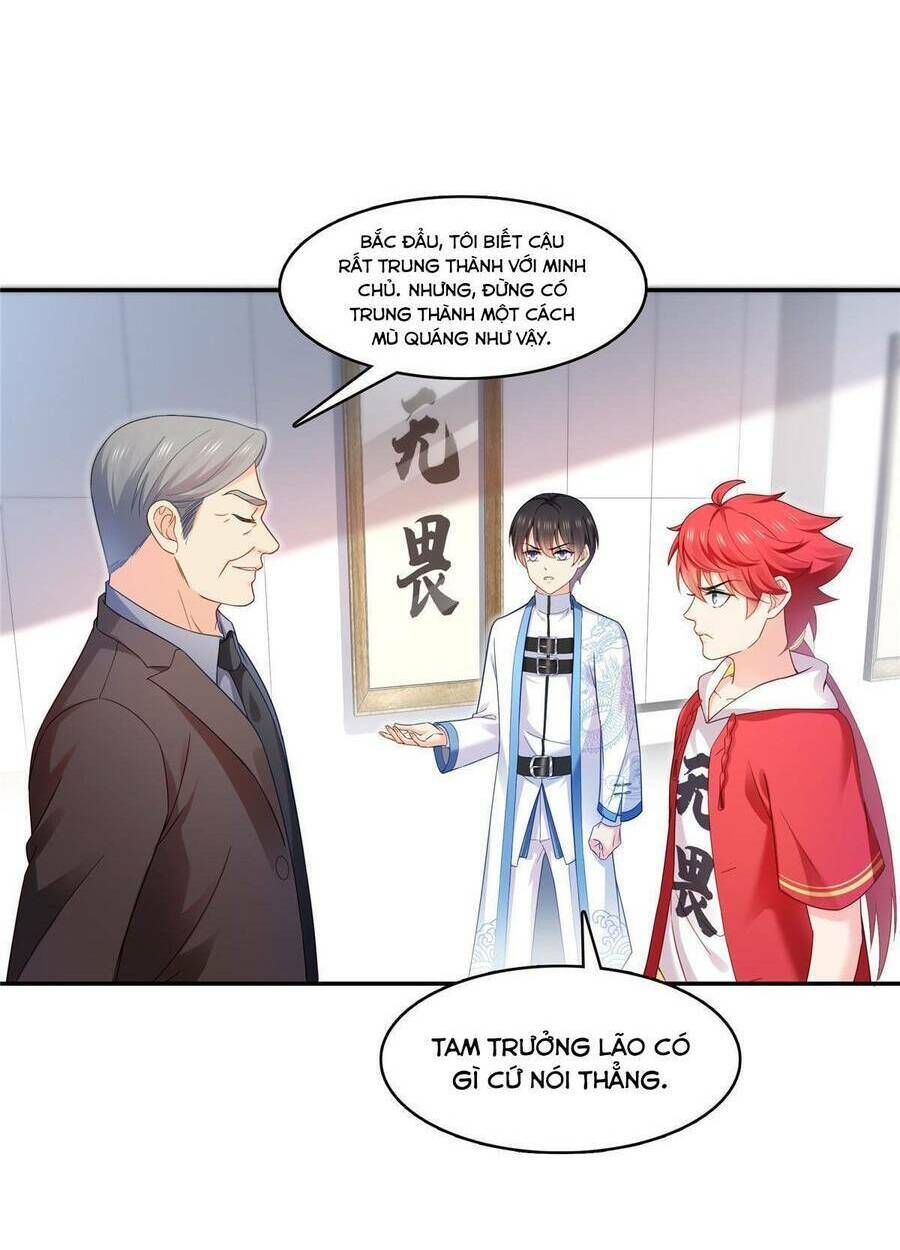 BẮC ĐẨU, TÔI BIẾT CẬU
RẤT TRUNG THÀNH VỚI MINH
CHỦ. NHƯNG, ĐỪNG CÓ
TRUNG THÀNH MỘT CÁCH
MÙ QUÁNG NHƯ VẬY.
无
畏
无
畏
TAM TRƯỞNG LÃO CÓ
GÌ CỨ NÓI THẲNG.